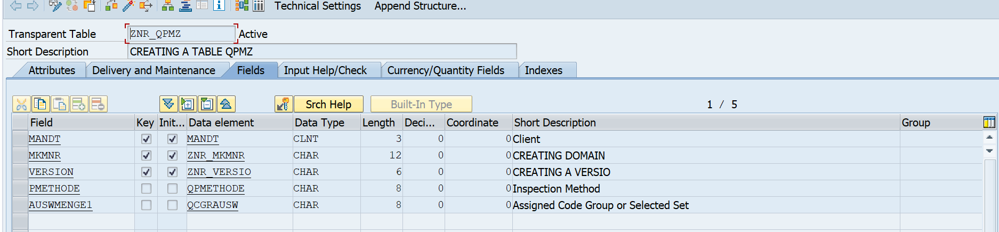 Technical Settings Append Structure...
Transparent Table ZNR_QPMZ Active
Short Description CREATING A TABLE QPMZ
Attributes Delivery and Maintenance Fields Input Help/Check Currency/Quantity Fields Indexes
Srch Help Built-In Type 1 / 5
Field Key Init... Data element Data Type Length Deci... Coordinate Short Description Group
MANDT MANDT CLNT 3 0 0 Client
MKMNR ZNR_MKMNR CHAR 12 0 0 CREATING DOMAIN
VERSION ZNR_VERSIO CHAR 6 0 0 CREATING A VERSIO
PMETHODE QPMETHODE CHAR 8 0 0 Inspection Method
AUSWMENGE1 QCGRAUSW CHAR 8 0 0 Assigned Code Group or Selected Set